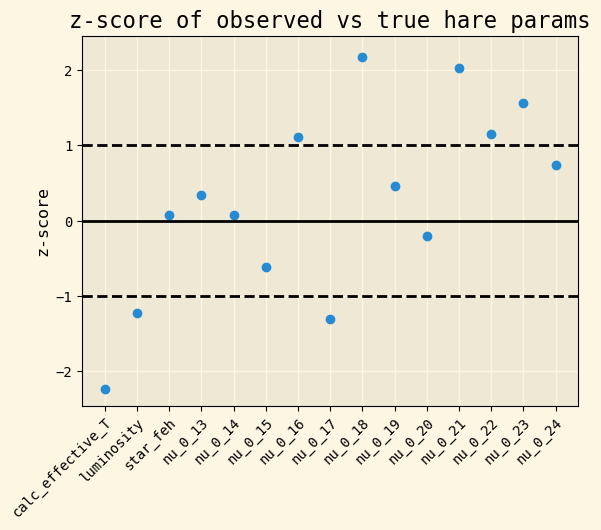 z-score of observed vs true hare params
z-score
2
1
0
−1
−2
calc_effective_T
luminosity
star_feh
nu_0_13
nu_0_14
nu_0_15
nu_0_16
nu_0_17
nu_0_18
nu_0_19
nu_0_20
nu_0_21
nu_0_22
nu_0_23
nu_0_24